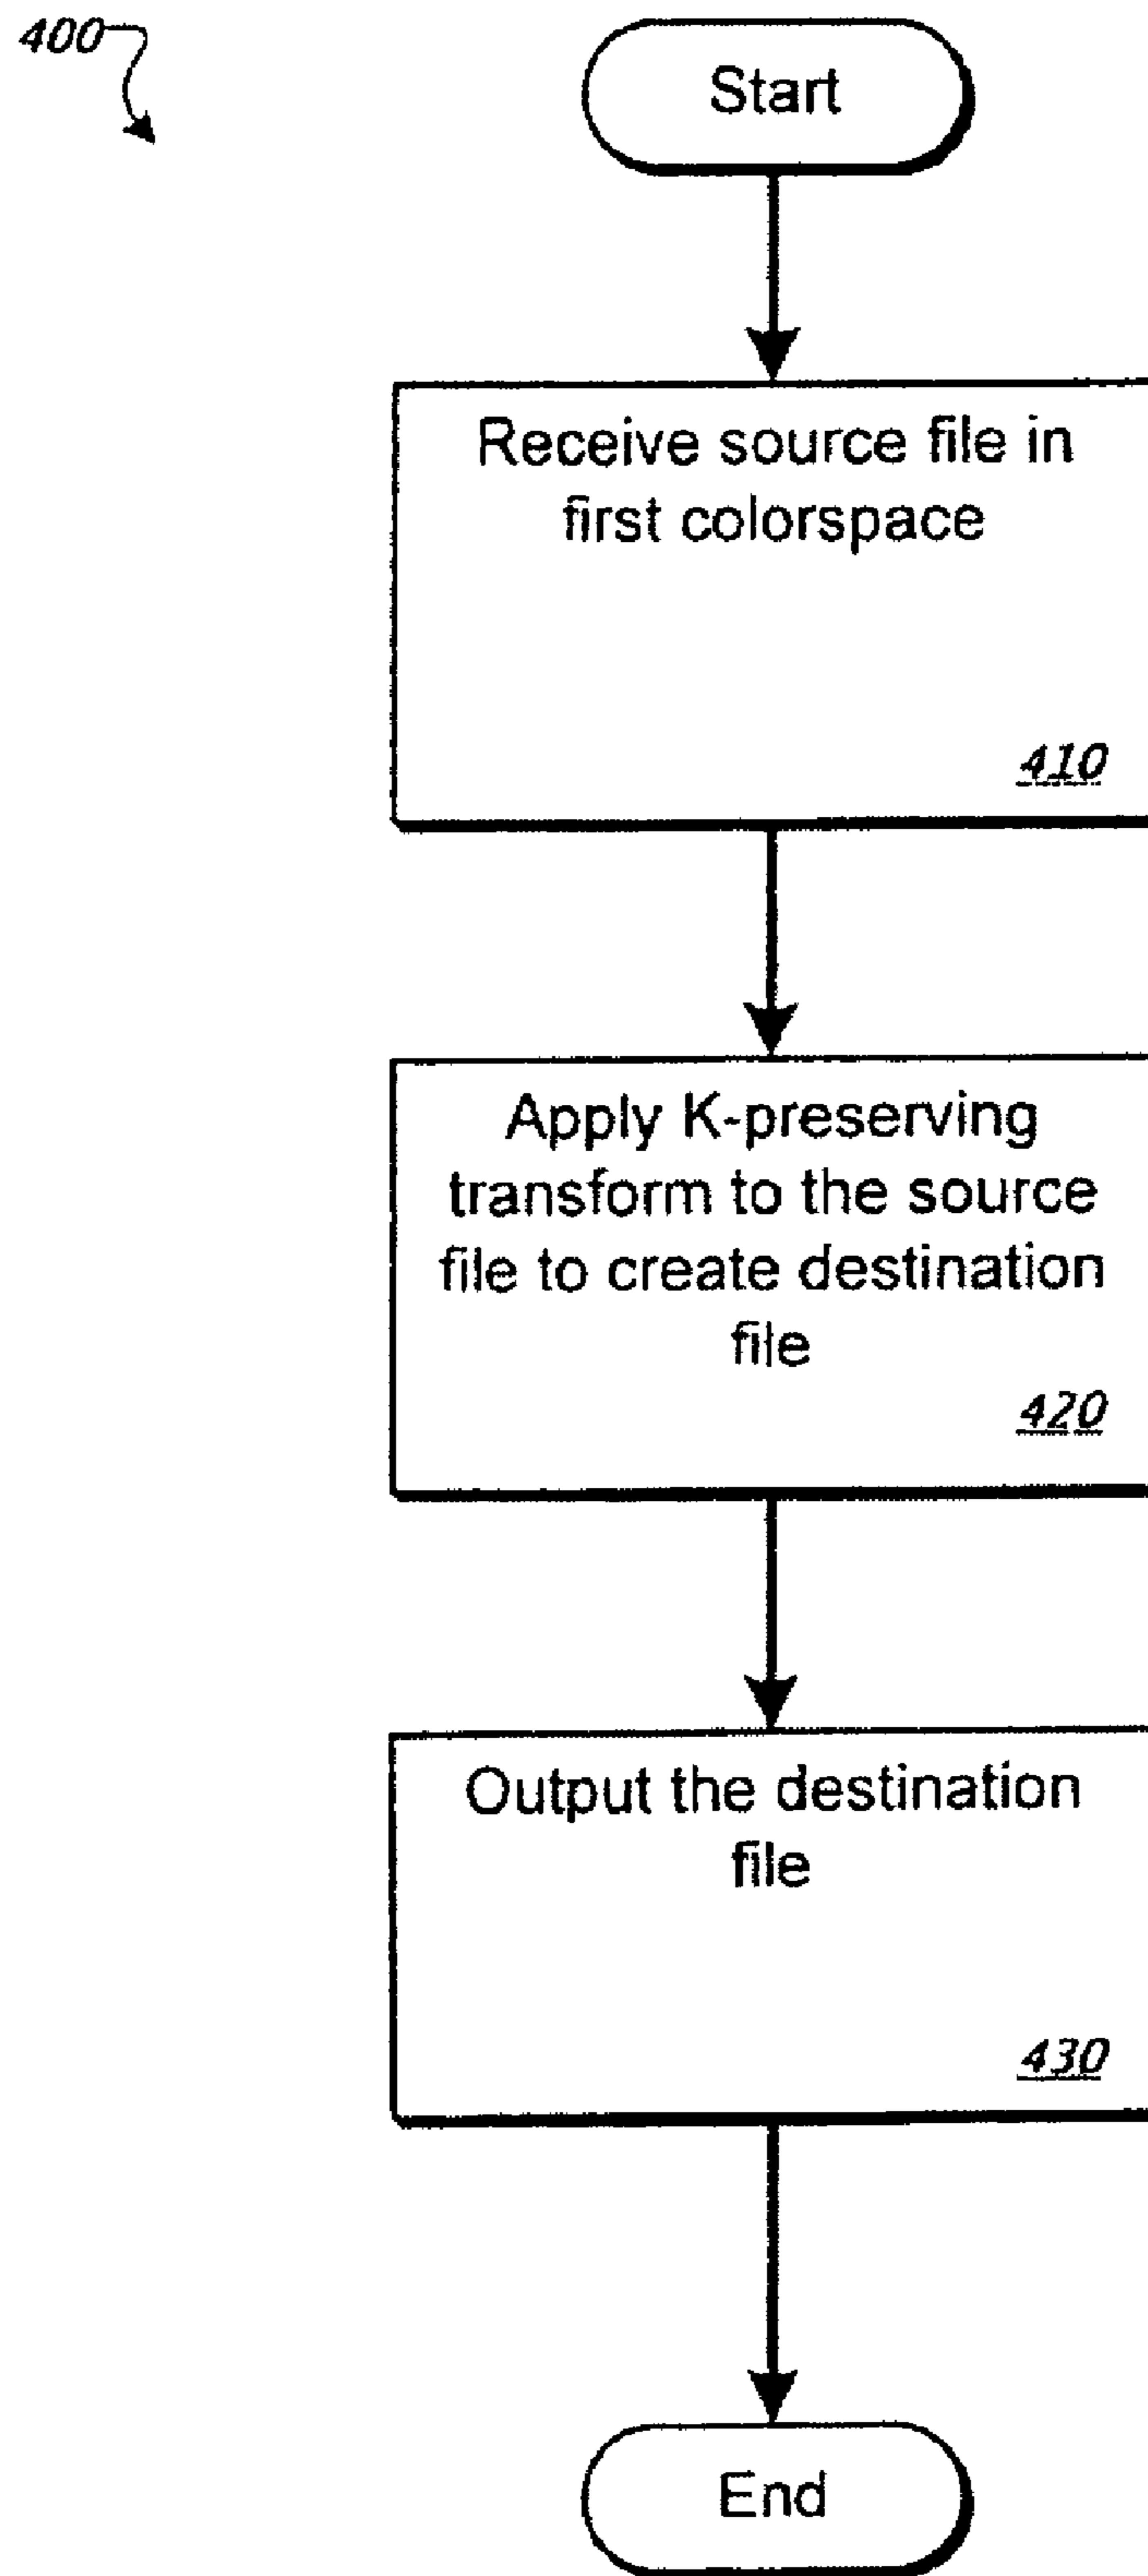 400
Start
Receive source file in
first colorspace
410
Apply K-preserving
transform to the source
file to create destination
file
420
Output the destination
file
430
End